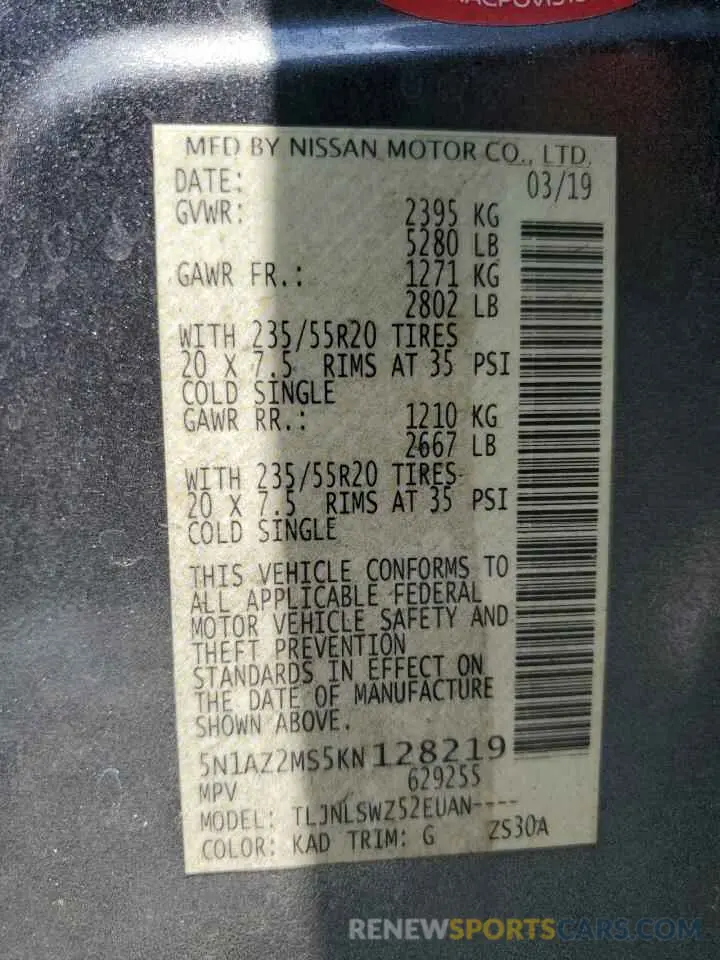 MFD BY NISSAN MOTOR CO., LTD.
DATE: 03/19
GVWR: 2395 KG
5280 LB
GAWR FR.: 1271 KG
2802 LB
WITH 235/55R20 TIRES
20 X 7.5 RIMS AT 35 PSI
COLD SINGLE
GAWR RR.: 1210 KG
2667 LB
WITH 235/55R20 TIRES
20 X 7.5 RIMS AT 35 PSI
COLD SINGLE
THIS VEHICLE CONFORMS TO
ALL APPLICABLE FEDERAL
MOTOR VEHICLE SAFETY AND
THEFT PREVENTION
STANDARDS IN EFFECT ON
THE DATE OF MANUFACTURE
SHOWN ABOVE.
5N1AZ2MS5KN128219
MPV 629255
MODEL: TLJNLSWZ52EUAN----
COLOR: KAD TRIM: G ZS30A
RENEWSPORTSCARS.COM